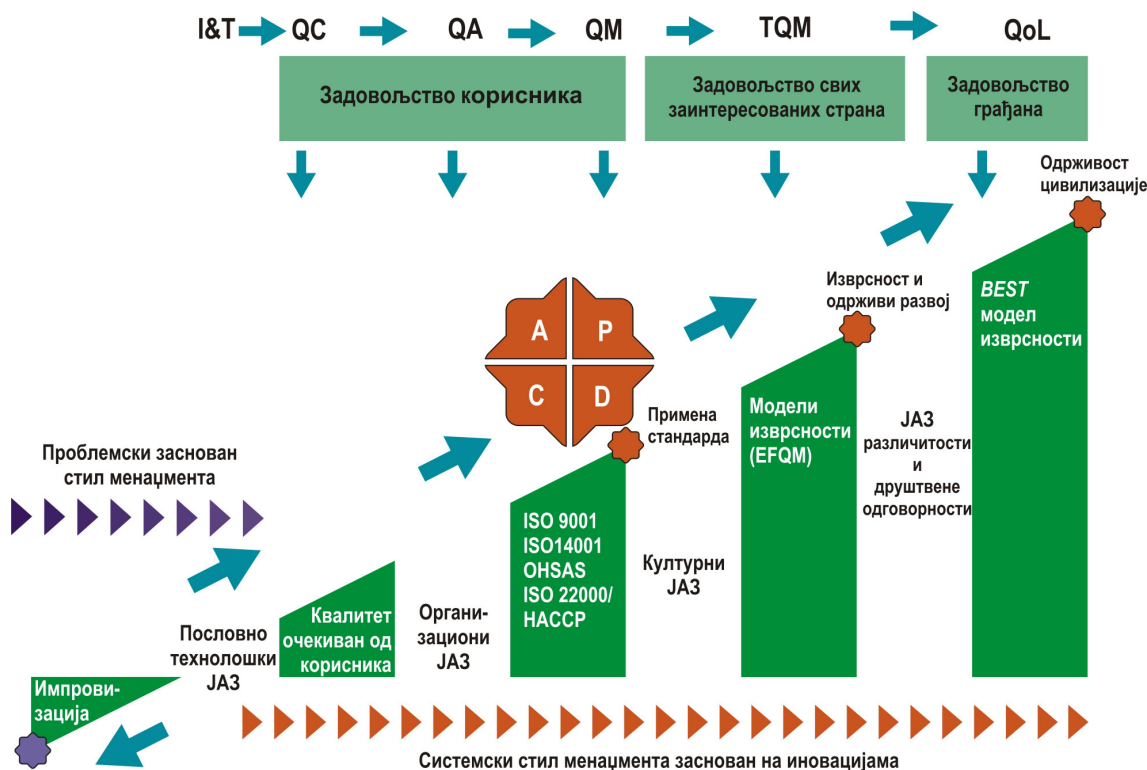 I&T QC QA QM TQM QoL
Задовољство корисника
Задовољство свих
заинтересованих страна
Задовољство
грађана
Одрживост
цивилизације
Изврсност и
одрживи развој
BEST
модел
изврсности
A P
C D
Примена
стандарда
Модели
изврсности
(EFQM)
ЈАЗ
различитости
и
друштвене
одговорности
Проблемски заснован
стил менаџмента
ISO 9001
ISO14001
OHSAS
ISO 22000/
HACCP
Културни
ЈАЗ
Квалитет
очекиван од
корисника
Органи-
зациони
ЈАЗ
Пословно
технолошки
ЈАЗ
Импрови-
зација
Системски стил менаџмента заснован на иновацијама